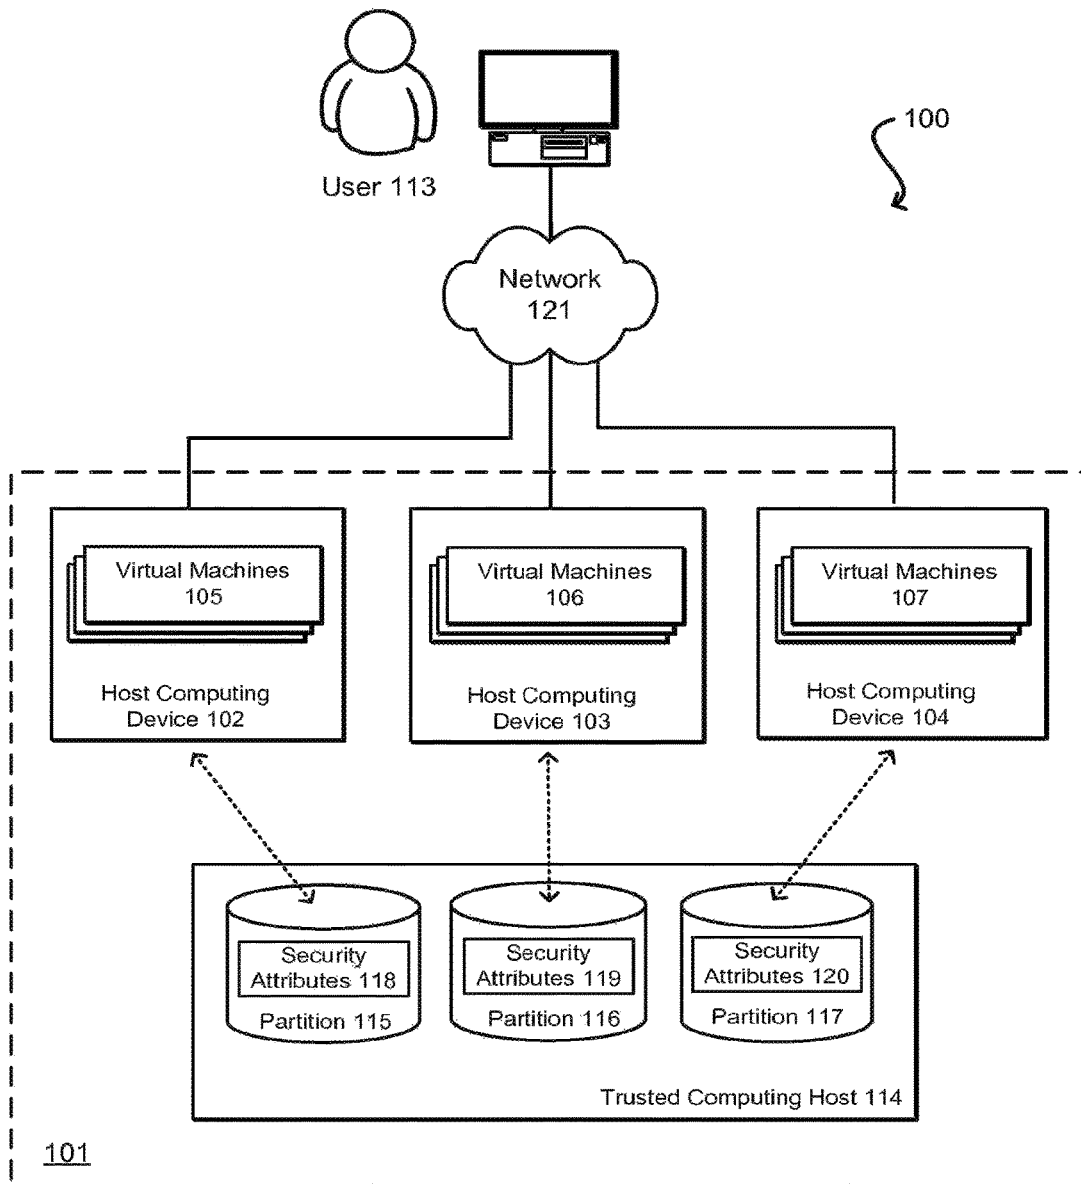 100
User 113
Network
121
Virtual Machines
105
Host Computing
Device 102
Virtual Machines
106
Host Computing
Device 103
Virtual Machines
107
Host Computing
Device 104
Security
Attributes 118
Partition 115
Security
Attributes 119
Partition 116
Security
Attributes 120
Partition 117
Trusted Computing Host 114
101